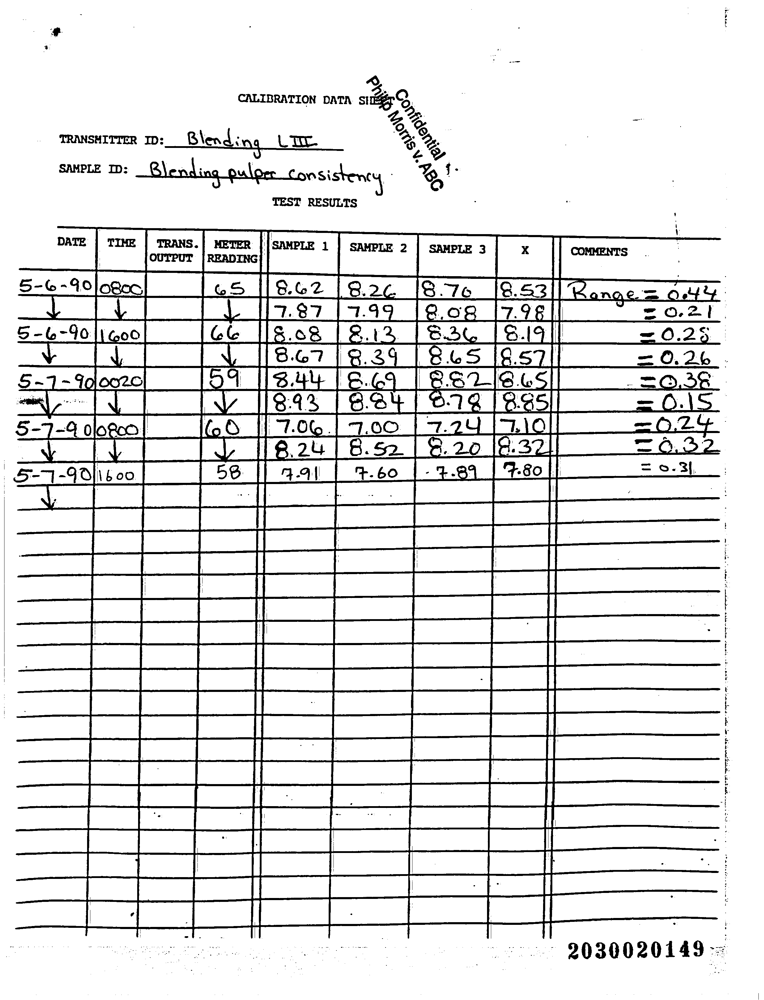 CALIBRATION DATA SHEET
Confidential
Philip Morris v. ABC
TRANSMITTER ID: Blending L III
SAMPLE ID: Blending pulper consistency
TEST RESULTS
DATE TIME TRANS. OUTPUT METER READING SAMPLE 1 SAMPLE 2 SAMPLE 3 X COMMENTS
5-6-90 0800 65 8.62 8.26 8.70 8.53 Range = 0.44
↓ ↓ ↓ 7.87 7.99 8.08 7.98 = 0.21
5-6-90 1600 66 8.08 8.13 8.36 8.19 = 0.28
↓ ↓ ↓ 8.67 8.39 8.65 8.57 = 0.26
5-7-90 0020 59 8.44 8.69 8.82 8.65 = 0.38
↓ ↓ ↓ 8.93 8.84 8.78 8.85 = 0.15
5-7-90 0800 60 7.06 7.00 7.24 7.10 = 0.24
↓ ↓ ↓ 8.24 8.52 8.20 8.32 = 0.32
5-7-90 1600 58 7.91 7.60 7.89 7.80 = 0.31
↓
2030020149